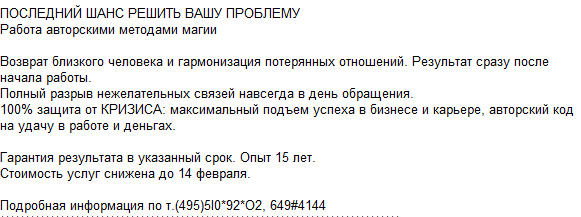 ПОСЛЕДНИЙ ШАНС РЕШИТЬ ВАШУ ПРОБЛЕМУ
Работа авторскими методами магии
Возврат близкого человека и гармонизация потерянных отношений. Результат сразу после
начала работы.
Полный разрыв нежелательных связей навсегда в день обращения.
100% защита от КРИЗИСА: максимальный подъем успеха в бизнесе и карьере, авторский код
на удачу в работе и деньгах.
Гарантия результата в указанный срок. Опыт 15 лет.
Стоимость услуг снижена до 14 февраля.
Подробная информация по т.(495)5l0*92*O2, 649#4144